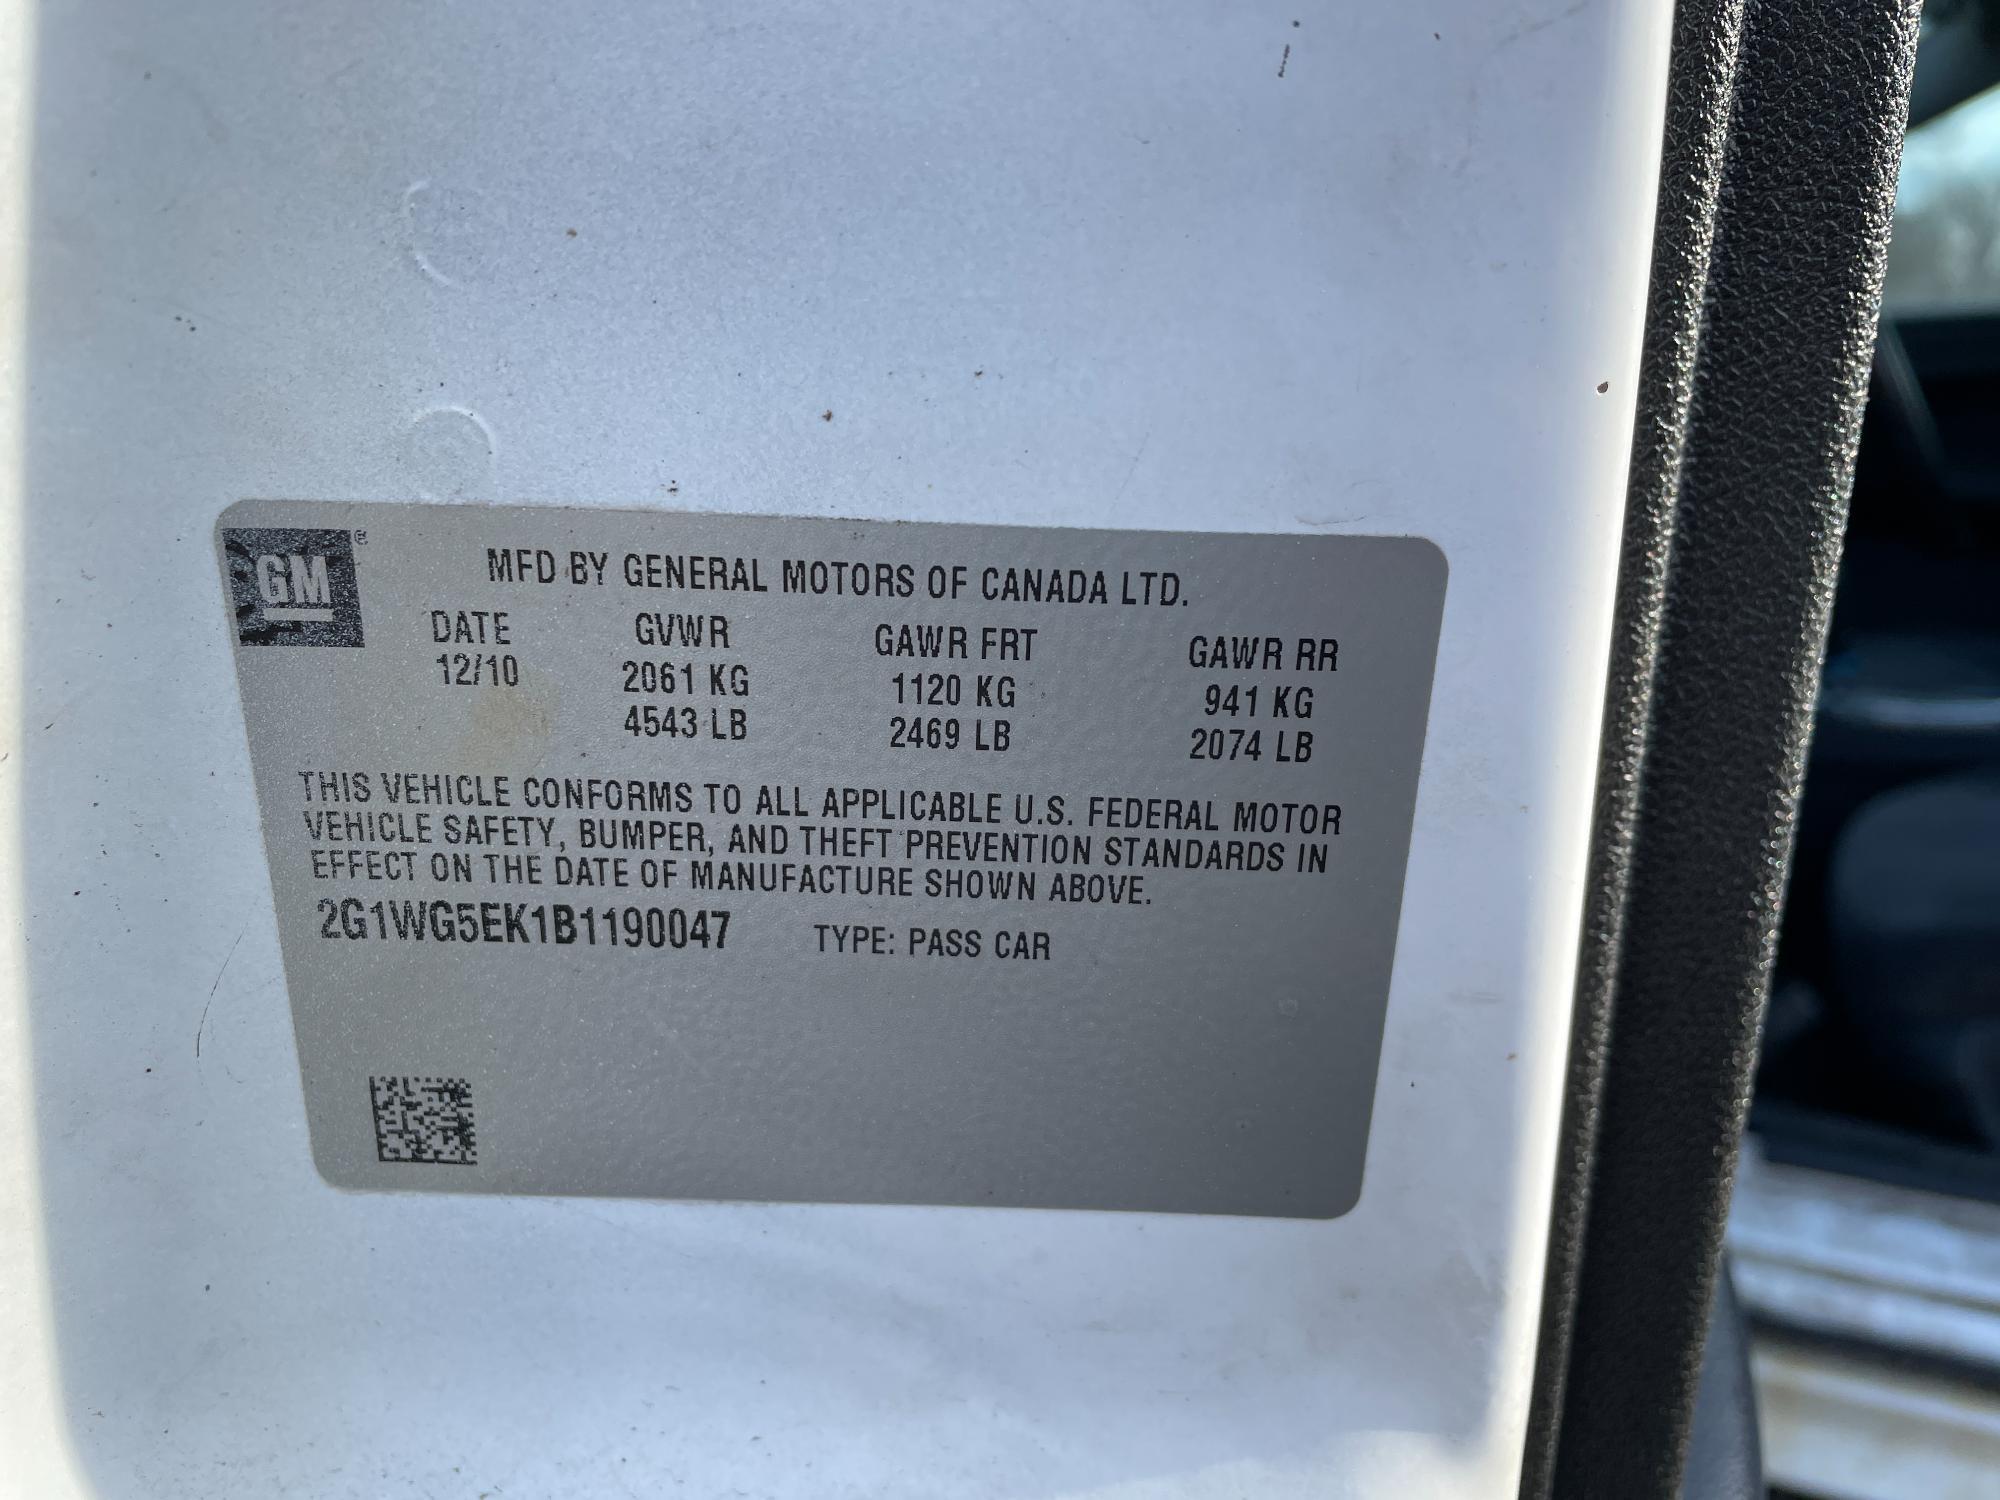 GM®
MFD BY GENERAL MOTORS OF CANADA LTD.
DATE GVWR GAWR FRT GAWR RR
12/10 2061 KG 1120 KG 941 KG
4543 LB 2469 LB 2074 LB
THIS VEHICLE CONFORMS TO ALL APPLICABLE U.S. FEDERAL MOTOR
VEHICLE SAFETY, BUMPER, AND THEFT PREVENTION STANDARDS IN
EFFECT ON THE DATE OF MANUFACTURE SHOWN ABOVE.
2G1WG5EK1B1190047 TYPE: PASS CAR